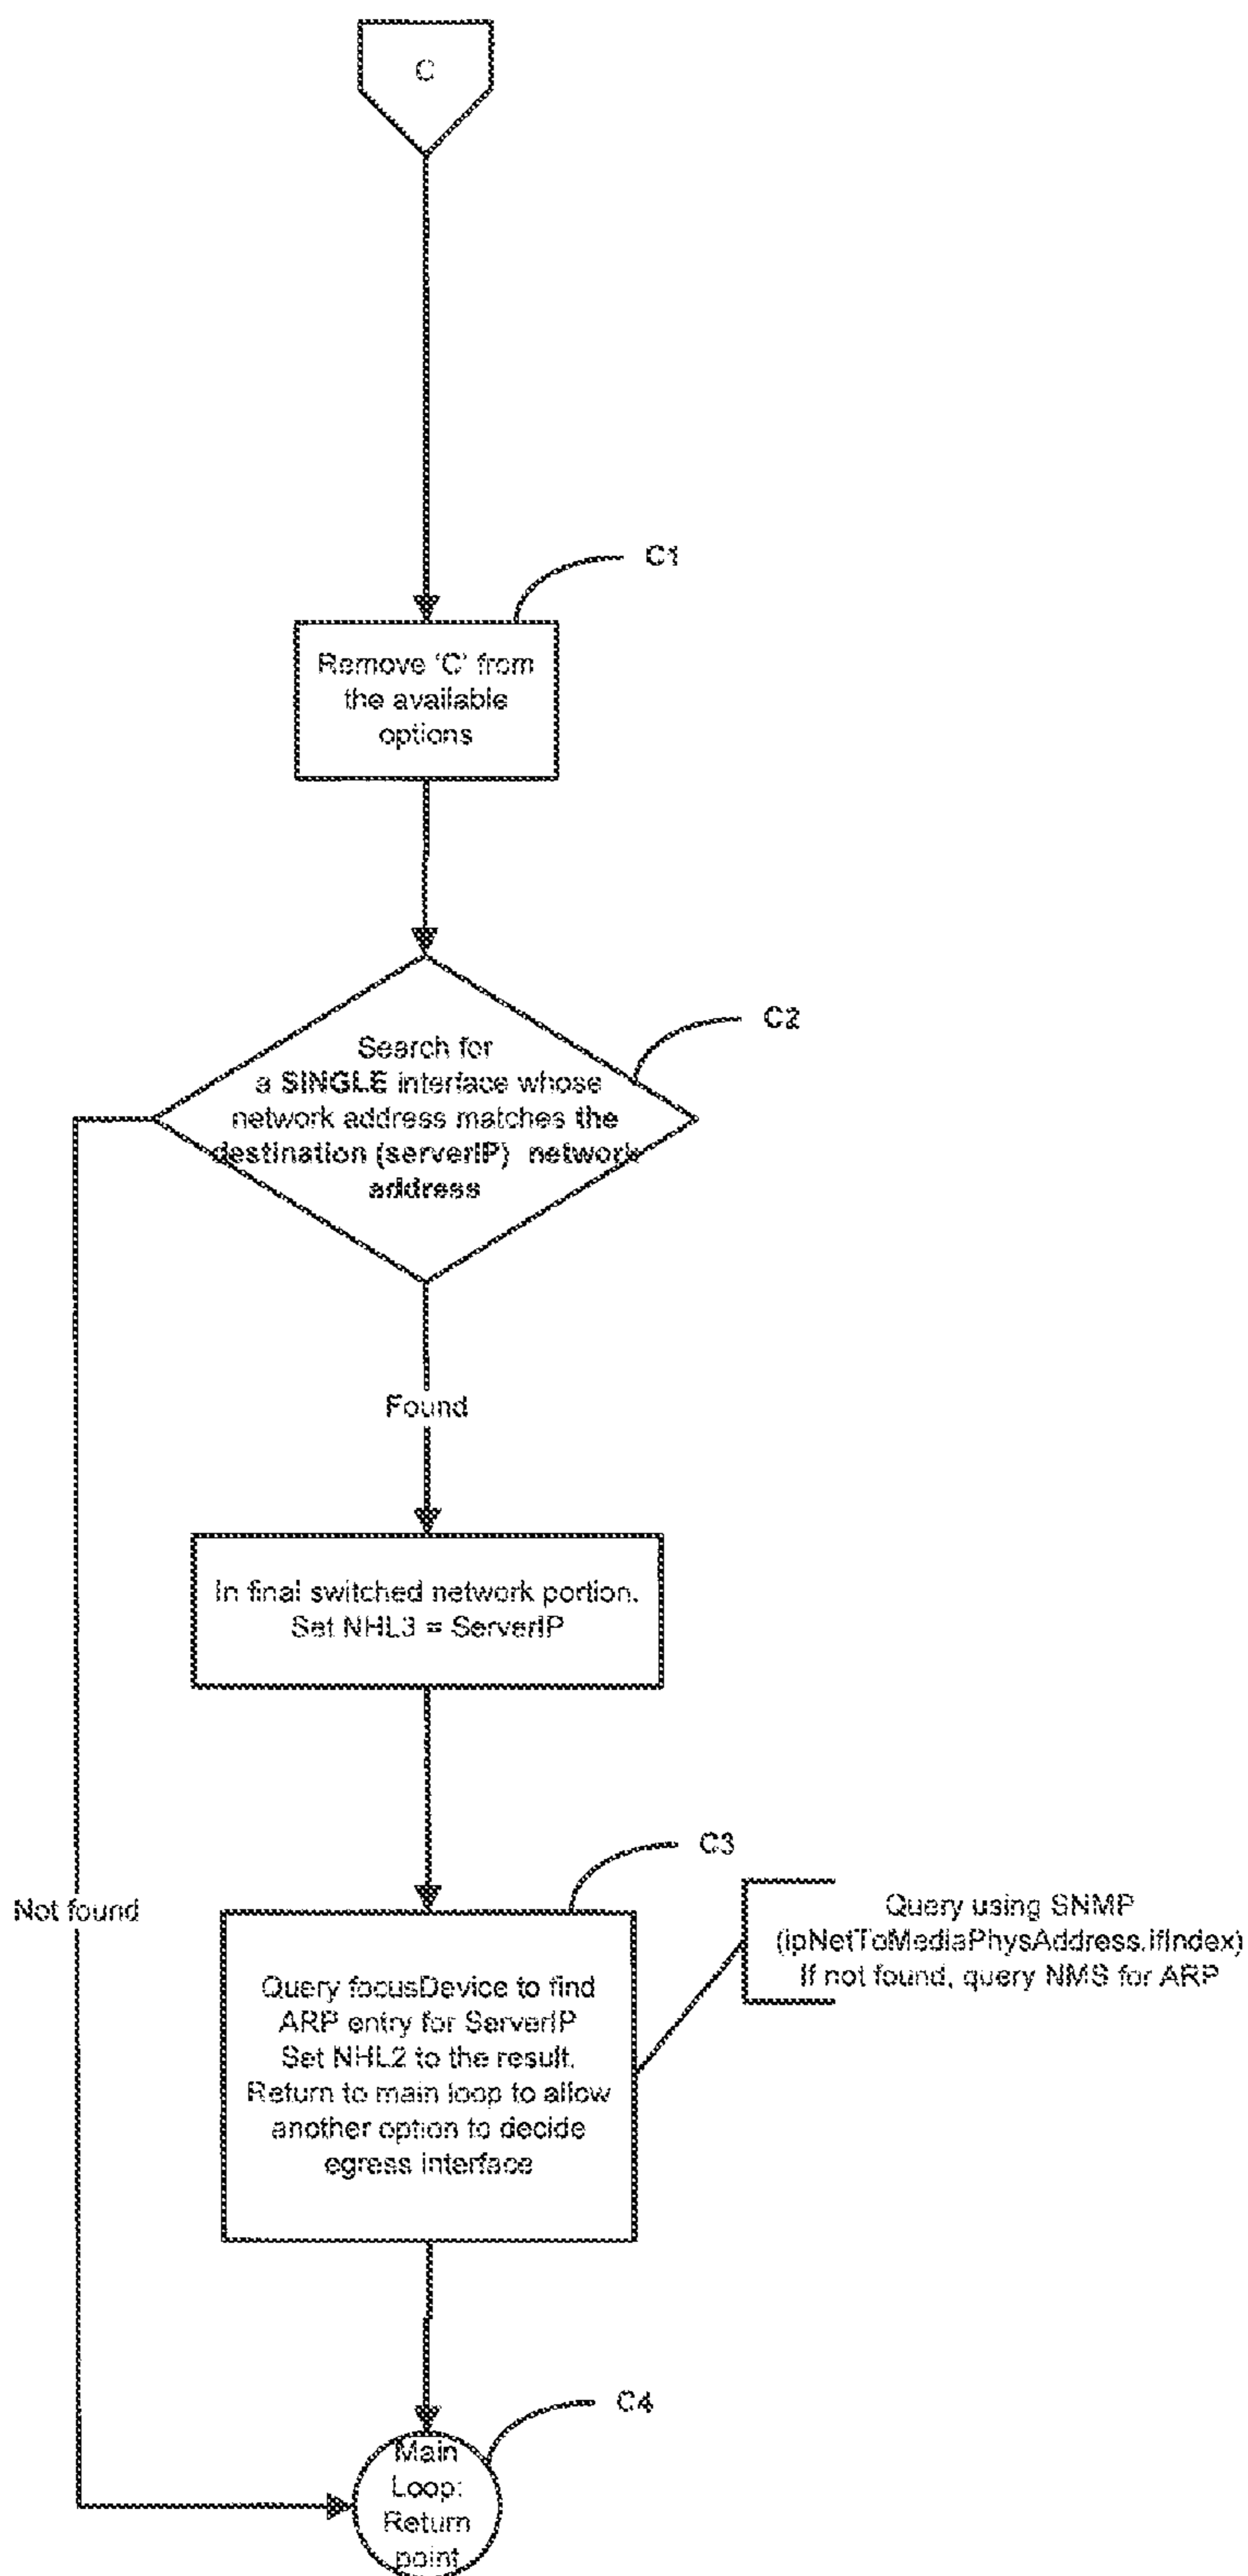 C
C1
Remove 'C' from
the available
options
C2
Search for
a SINGLE interface whose
network address matches the
destination (serverIP) network
address
Found
In final switched network portion.
Set NHL3 = ServerIP
C3
Not found
Query using SNMP
(ipNetToMediaPhysAddress.ifIndex)
If not found, query NMS for ARP
Query focusDevice to find
ARP entry for ServerIP
Set NHL2 to the result.
Return to main loop to allow
another option to decide
egress interface
C4
Main
Loop:
Return
point